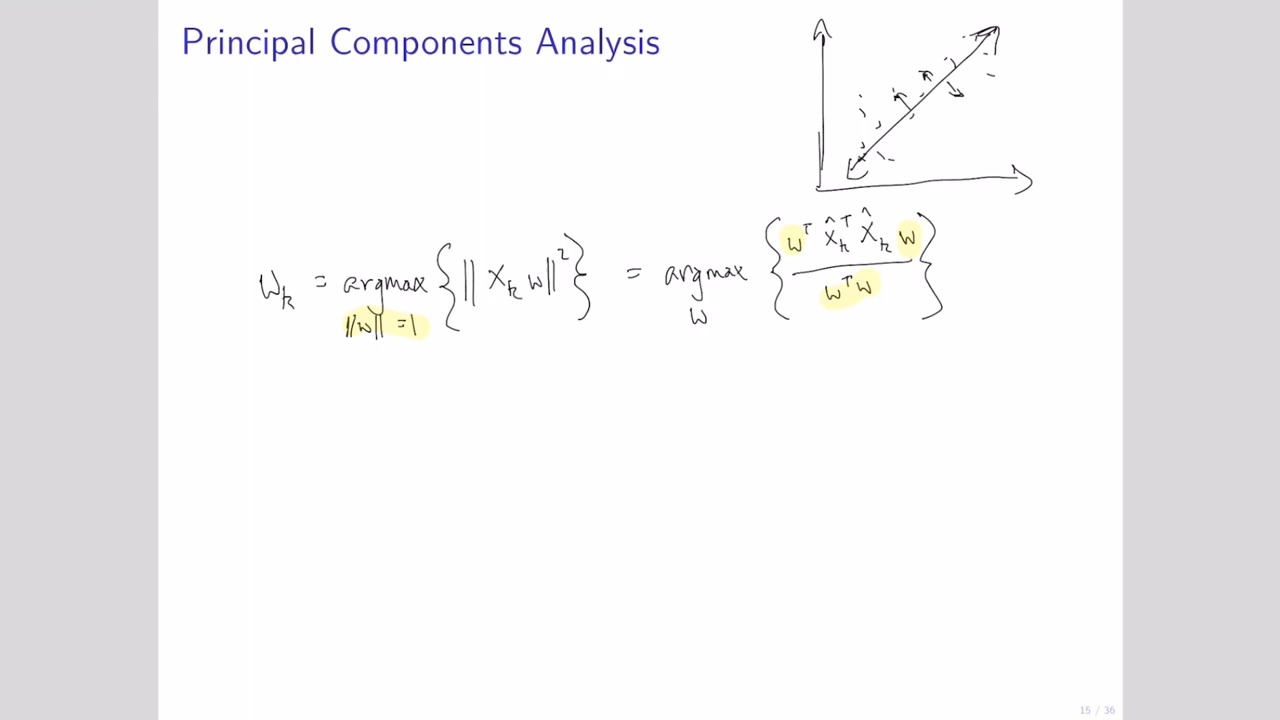 Principal Components Analysis
w_k = argmax_{||w||=1} { || X_k w ||^2 } = argmax_w { w^T X̂_k^T X̂_k w / w^T w }
15 / 36